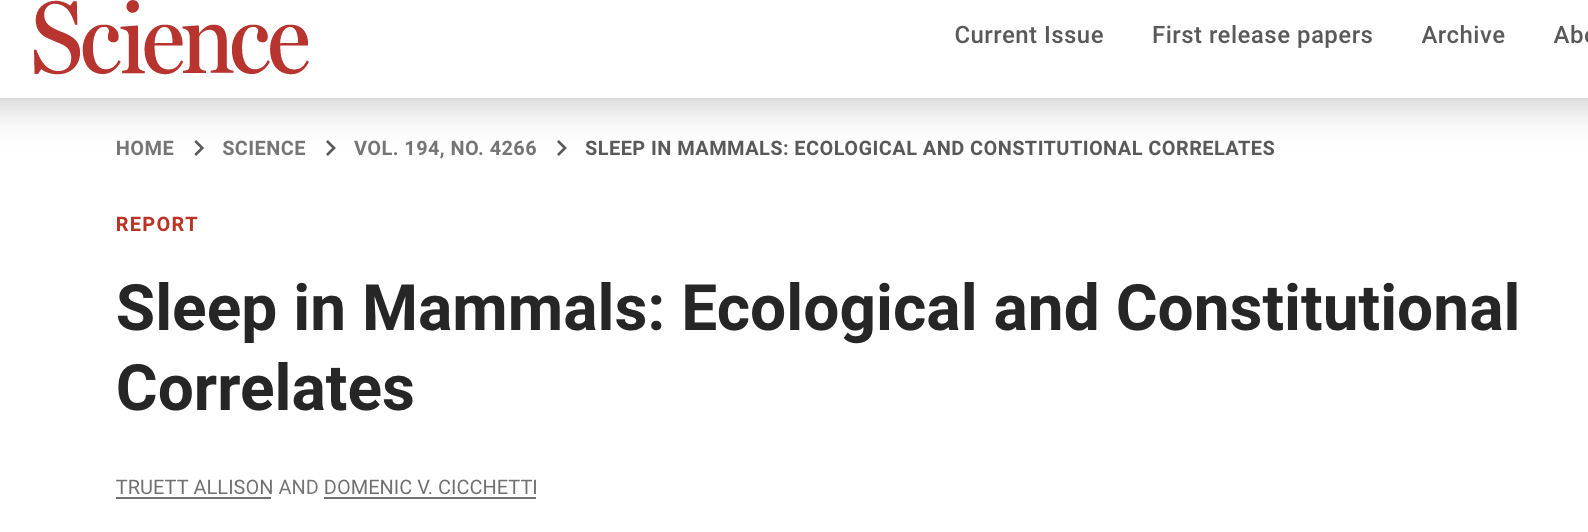 Science
Current Issue First release papers Archive Abo
HOME > SCIENCE > VOL. 194, NO. 4266 > SLEEP IN MAMMALS: ECOLOGICAL AND CONSTITUTIONAL CORRELATES
REPORT
Sleep in Mammals: Ecological and Constitutional
Correlates
TRUETT ALLISON AND DOMENIC V. CICCHETTI